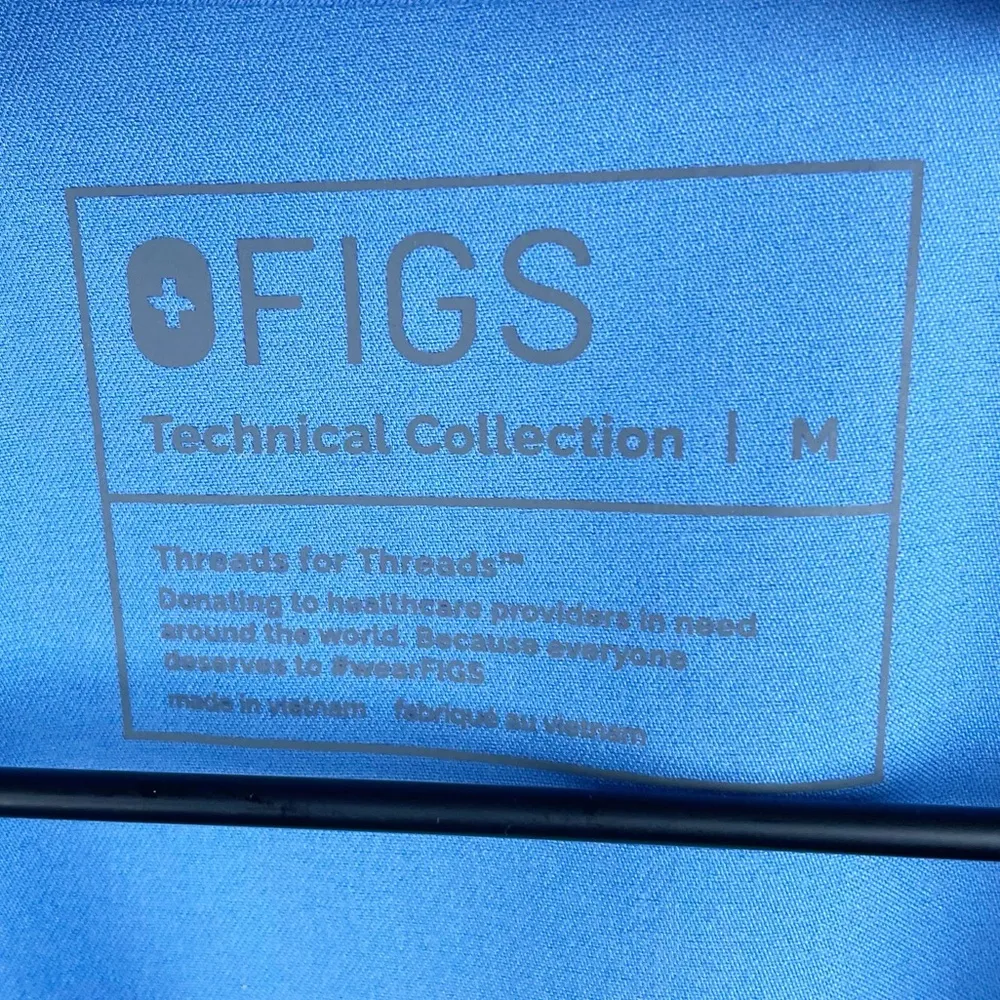 FIGS
Technical Collection | M
Threads for Threads™
Donating to healthcare providers in need
around the world. Because everyone
deserves to #wearFIGS
made in vietnam fabriqué au vietnam